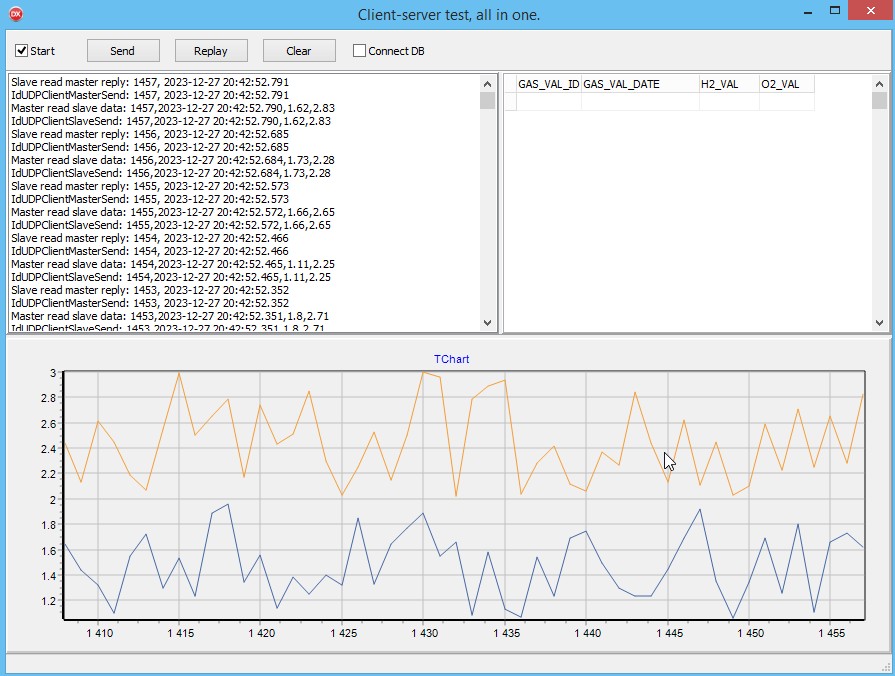 DX
Client-server test, all in one.
Start
Send
Replay
Clear
Connect DB
Slave read master reply: 1457, 2023-12-27 20:42:52.791
IdUDPClientMasterSend: 1457, 2023-12-27 20:42:52.791
Master read slave data: 1457,2023-12-27 20:42:52.790,1.62,2.83
IdUDPClientSlaveSend: 1457,2023-12-27 20:42:52.790,1.62,2.83
Slave read master reply: 1456, 2023-12-27 20:42:52.685
IdUDPClientMasterSend: 1456, 2023-12-27 20:42:52.685
Master read slave data: 1456,2023-12-27 20:42:52.684,1.73,2.28
IdUDPClientSlaveSend: 1456,2023-12-27 20:42:52.684,1.73,2.28
Slave read master reply: 1455, 2023-12-27 20:42:52.573
IdUDPClientMasterSend: 1455, 2023-12-27 20:42:52.573
Master read slave data: 1455,2023-12-27 20:42:52.572,1.66,2.65
IdUDPClientSlaveSend: 1455,2023-12-27 20:42:52.572,1.66,2.65
Slave read master reply: 1454, 2023-12-27 20:42:52.466
IdUDPClientMasterSend: 1454, 2023-12-27 20:42:52.466
Master read slave data: 1454,2023-12-27 20:42:52.465,1.11,2.25
IdUDPClientSlaveSend: 1454,2023-12-27 20:42:52.465,1.11,2.25
Slave read master reply: 1453, 2023-12-27 20:42:52.352
IdUDPClientMasterSend: 1453, 2023-12-27 20:42:52.352
Master read slave data: 1453,2023-12-27 20:42:52.351,1.8,2.71
IdUDPClientSlaveSend: 1453,2023-12-27 20:42:52.351,1.8,2.71
GAS_VAL_ID GAS_VAL_DATE H2_VAL O2_VAL
TChart
3
2.8
2.6
2.4
2.2
2
1.8
1.6
1.4
1.2
1 410 1 415 1 420 1 425 1 430 1 435 1 440 1 445 1 450 1 455